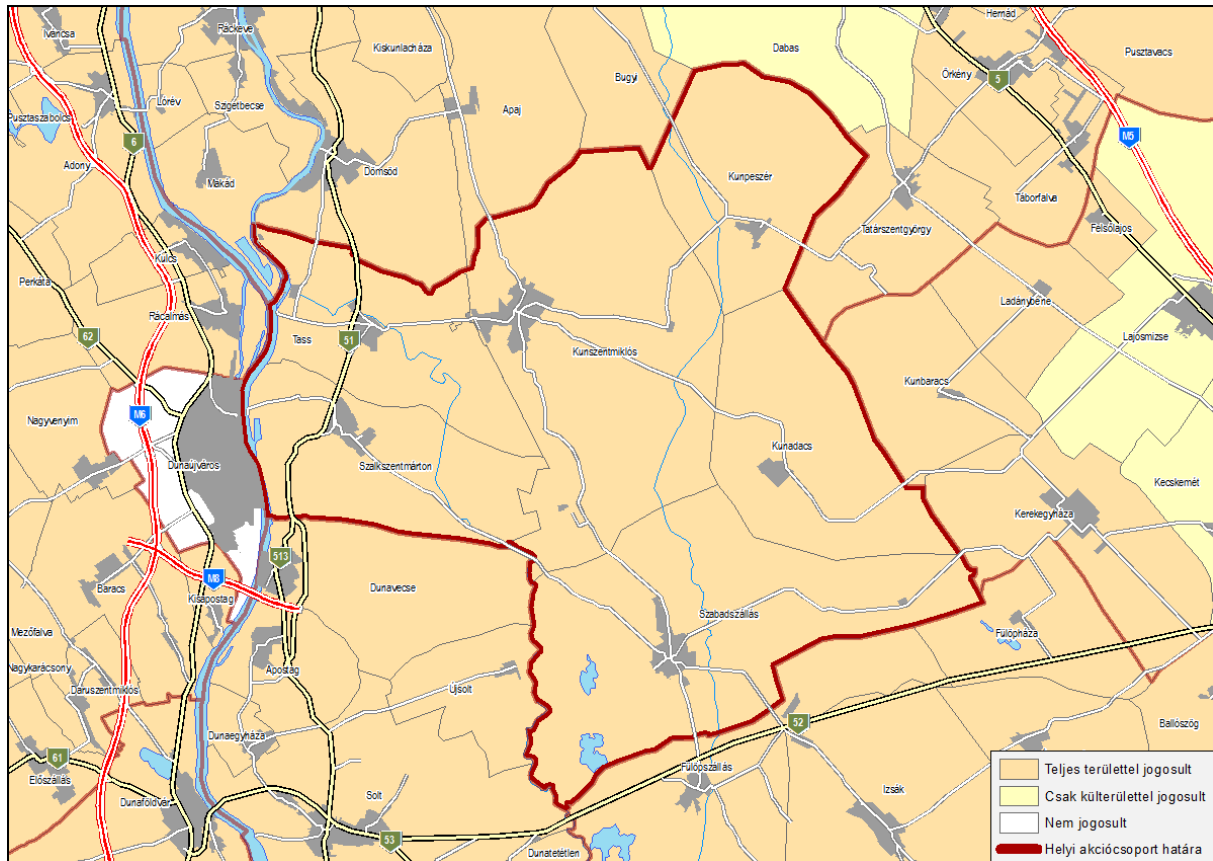 Iváncsa
Ráckeve
Kiskunlacháza
Dabas
Hernád
Pusztavacs
Bugyi
Örkény
5
Lórév
Szigetbecse
Apaj
Pusztaszabolcs
6
M5
Adony
Makád
Dömsöd
Kunpeszér
Táborfalva
Tatárszentgyörgy
Felsőlajos
Kulcs
Perkáta
Ladánybene
Rácalmás
Lajosmizse
62
Tass
51
Kunszentmiklós
Kunbaracs
M6
Nagyvenyim
Kunadacs
Dunaújváros
Szalkszentmárton
Kecskemét
Kerekegyháza
513
M8
Baracs
Dunavecse
Kisapostag
Szabadszállás
Mezőfalva
Fülöpháza
Nagykarácsony
Apostag
Újsolt
Daruszentmiklós
52
Ballószög
Dunaegyháza
61
Fülöpszállás
Előszállás
Izsák
Dunaföldvár
Solt
53
Dunatetétlen
Teljes területtel jogosult
Csak külterülettel jogosult
Nem jogosult
Helyi akciócsoport határa